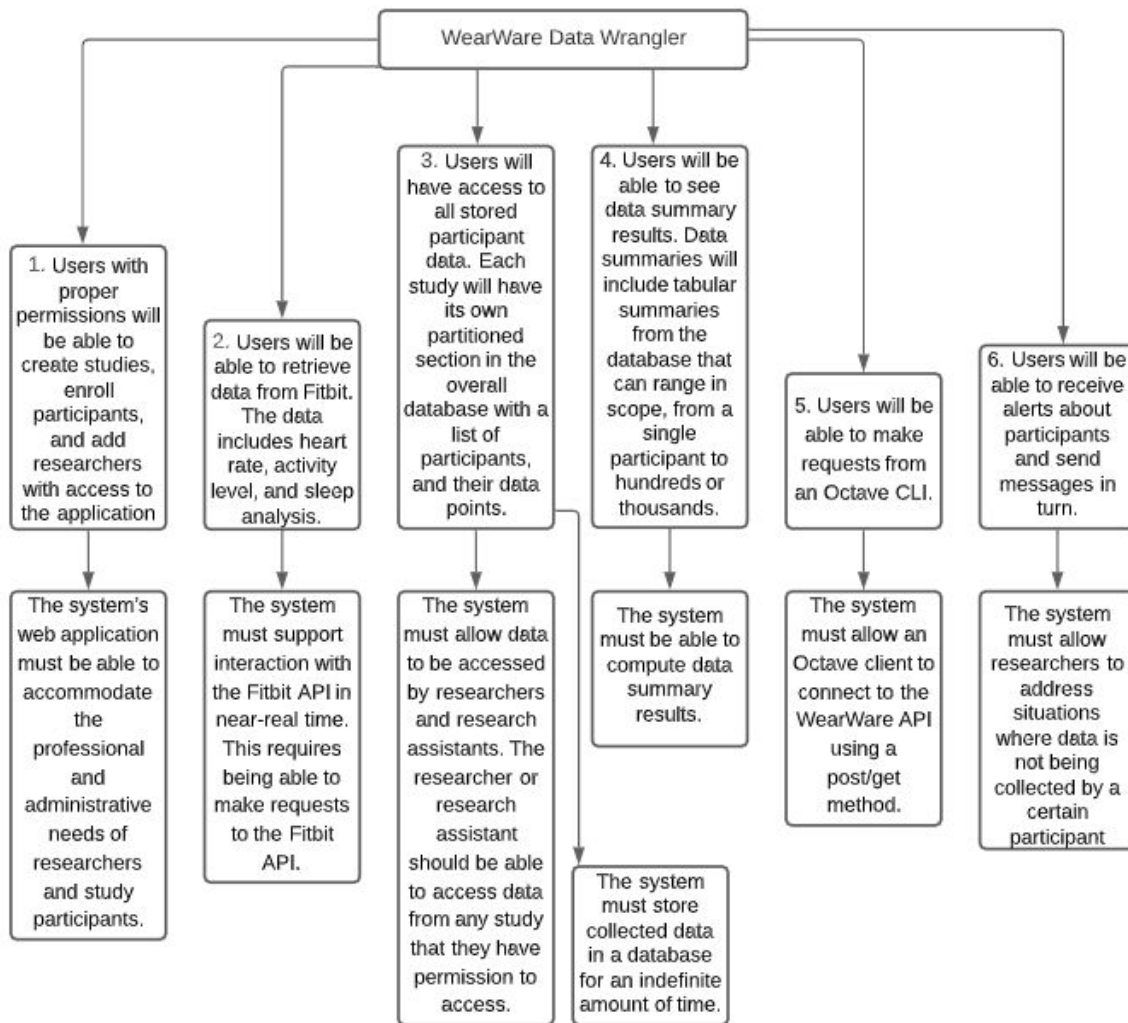 WearWare Data Wrangler
1. Users with
proper
permissions will
be able to
create studies,
enroll
participants,
and add
researchers
with access to
the application
2. Users will be
able to retrieve
data from Fitbit.
The data
includes heart
rate, activity
level, and sleep
analysis.
3. Users will
have access to
all stored
participant
data. Each
study will have
its own
partitioned
section in the
overall
database with a
list of
participants,
and their data
points.
4. Users will be
able to see
data summary
results. Data
summaries will
include tabular
summaries
from the
database that
can range in
scope, from a
single
participant to
hundreds or
thousands.
5. Users will be
able to make
requests from
an Octave CLI.
6. Users will be
able to receive
alerts about
participants
and send
messages in
turn.
The system's
web application
must be able to
accommodate
the
professional
and
administrative
needs of
researchers
and study
participants.
The system
must support
interaction with
the Fitbit API in
near-real time.
This requires
being able to
make requests
to the Fitbit
API.
The system
must allow data
to be accessed
by researchers
and research
assistants. The
researcher or
research
assistant
should be able
to access data
from any study
that they have
permission to
access.
The system
must store
collected data
in a database
for an indefinite
amount of time.
The system
must be able to
compute data
summary
results.
The system
must allow an
Octave client to
connect to the
WearWare API
using a
post/get
method.
The system
must allow
researchers to
address
situations
where data is
not being
collected by a
certain
participant